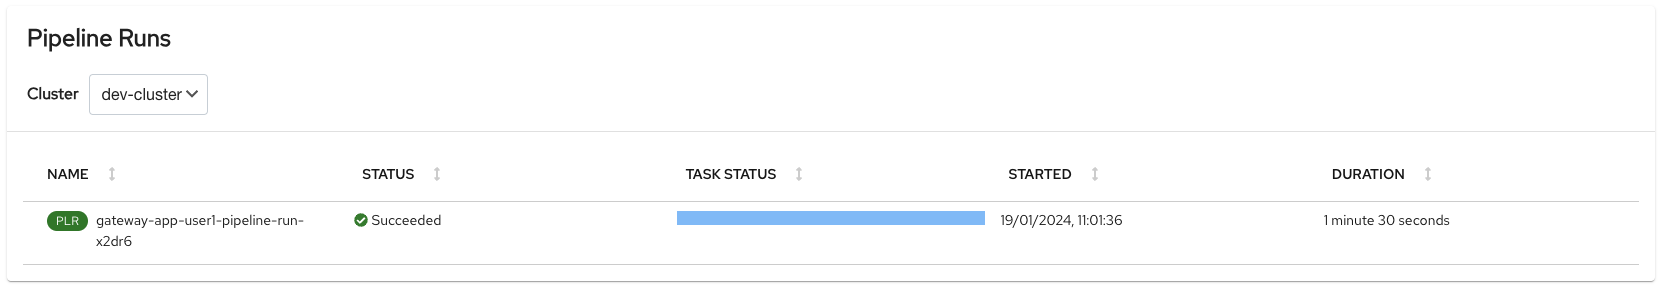 Pipeline Runs
Cluster dev-cluster
NAME STATUS TASK STATUS STARTED DURATION
PLR gateway-app-user1-pipeline-run- Succeeded 19/01/2024, 11:01:36 1 minute 30 seconds
x2dr6